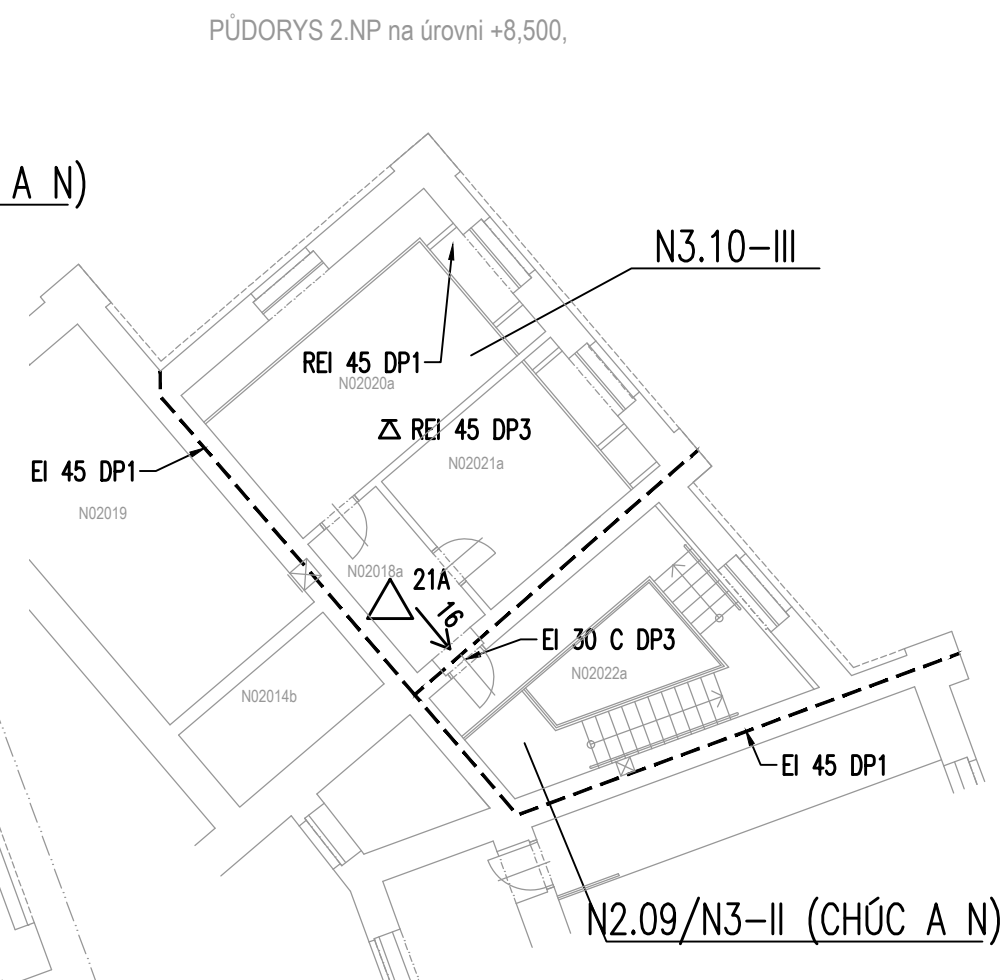 PŮDORYS 2.NP na úrovni +8,500,
A N)
N3.10-III
REI 45 DP1
N02020a
REI 45 DP3
N02021a
EI 45 DP1
N02019
N02018a
21A
16
EI 30 C DP3
N02022a
N02014b
EI 45 DP1
N2.09/N3-II (CHÚC A N)